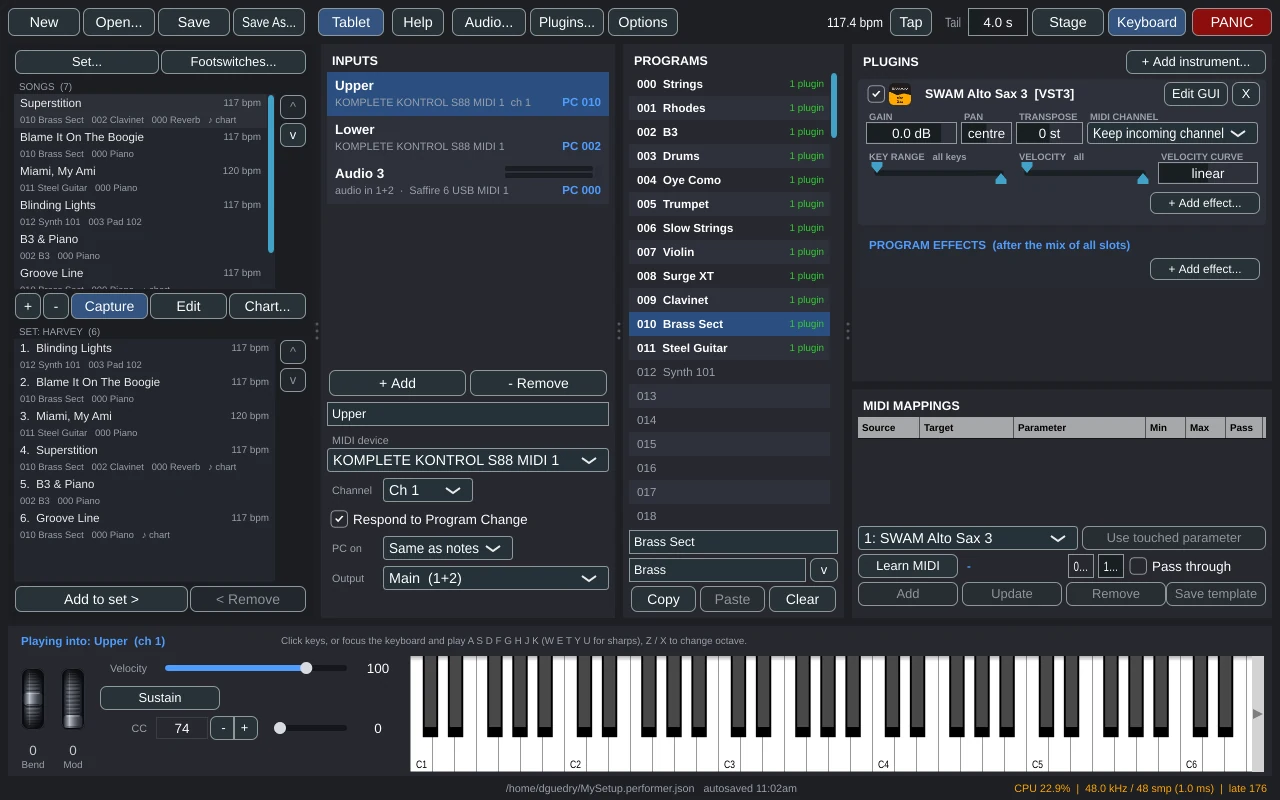 New Open... Save Save As... Tablet Help Audio... Plugins... Options 117.4 bpm Tap Tail 4.0 s Stage Keyboard PANIC
Set... Footswitches...
SONGS (7)
Superstition 117 bpm
010 Brass Sect 002 Clavinet 000 Reverb ♪ chart
Blame It On The Boogie 117 bpm
010 Brass Sect 000 Piano
Miami, My Ami 120 bpm
011 Steel Guitar 000 Piano
Blinding Lights 117 bpm
012 Synth 101 003 Pad 102
B3 & Piano
002 B3 000 Piano
Groove Line 117 bpm
^
v
+ - Capture Edit Chart...
SET: HARVEY (6)
1. Blinding Lights 117 bpm
012 Synth 101 003 Pad 102
2. Blame It On The Boogie 117 bpm
010 Brass Sect 000 Piano
3. Miami, My Ami 120 bpm
011 Steel Guitar 000 Piano
4. Superstition 117 bpm
010 Brass Sect 002 Clavinet 000 Reverb ♪ chart
5. B3 & Piano
002 B3 000 Piano
6. Groove Line 117 bpm
010 Brass Sect 000 Piano ♪ chart
^
v
Add to set > < Remove
INPUTS
Upper
KOMPLETE KONTROL S88 MIDI 1 ch 1 PC 010
Lower
KOMPLETE KONTROL S88 MIDI 1 PC 002
Audio 3
audio in 1+2 · Saffire 6 USB MIDI 1 PC 000
+ Add - Remove
Upper
MIDI device
KOMPLETE KONTROL S88 MIDI 1
Channel Ch 1
Respond to Program Change
PC on Same as notes
Output Main (1+2)
PROGRAMS
000 Strings 1 plugin
001 Rhodes 1 plugin
002 B3 1 plugin
003 Drums 1 plugin
004 Oye Como 1 plugin
005 Trumpet 1 plugin
006 Slow Strings 1 plugin
007 Violin 1 plugin
008 Surge XT 1 plugin
009 Clavinet 1 plugin
010 Brass Sect 1 plugin
011 Steel Guitar 1 plugin
012 Synth 101
013
014
015
016
017
018
Brass Sect
Brass v
Copy Paste Clear
PLUGINS + Add instrument...
SWAM Alto Sax 3 [VST3] Edit GUI X
GAIN PAN TRANSPOSE MIDI CHANNEL
0.0 dB centre 0 st Keep incoming channel
KEY RANGE all keys VELOCITY all VELOCITY CURVE
linear
+ Add effect...
PROGRAM EFFECTS (after the mix of all slots)
+ Add effect...
MIDI MAPPINGS
Source Target Parameter Min Max Pass
1: SWAM Alto Sax 3 Use touched parameter
Learn MIDI - 0... 1... Pass through
Add Update Remove Save template
Playing into: Upper (ch 1) Click keys, or focus the keyboard and play A S D F G H J K (W E T Y U for sharps), Z / X to change octave.
Velocity 100
Sustain
CC 74 - + 0
0 0
Bend Mod
C1 C2 C3 C4 C5 C6
/home/dguedry/MySetup.performer.json autosaved 11:02am CPU 22.9% | 48.0 kHz / 48 smp (1.0 ms) | late 176